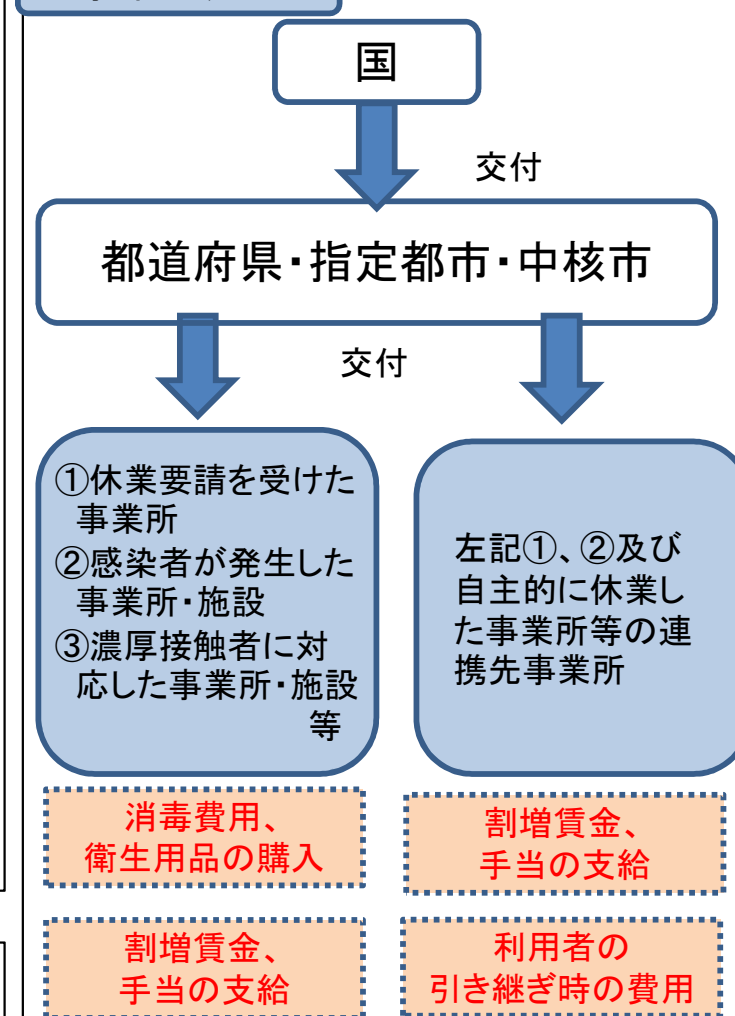 国
交付
都道府県・指定都市・中核市
交付
①休業要請を受けた
事業所
②感染者が発生した
事業所・施設
③濃厚接触者に対
応した事業所・施設
等
左記①、②及び
自主的に休業し
た事業所等の連
携先事業所
消毒費用、
衛生用品の購入
割増賃金、
手当の支給
割増賃金、
手当の支給
利用者の
引き継ぎ時の費用